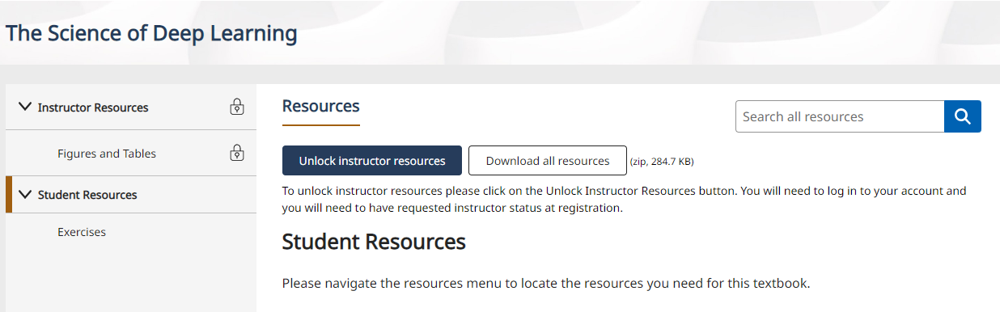 The Science of Deep Learning
Instructor Resources
Figures and Tables
Student Resources
Exercises
Resources
Search all resources
Unlock instructor resources
Download all resources
(zip, 284.7 KB)
To unlock instructor resources please click on the Unlock Instructor Resources button. You will need to log in to your account and
you will need to have requested instructor status at registration.
Student Resources
Please navigate the resources menu to locate the resources you need for this textbook.